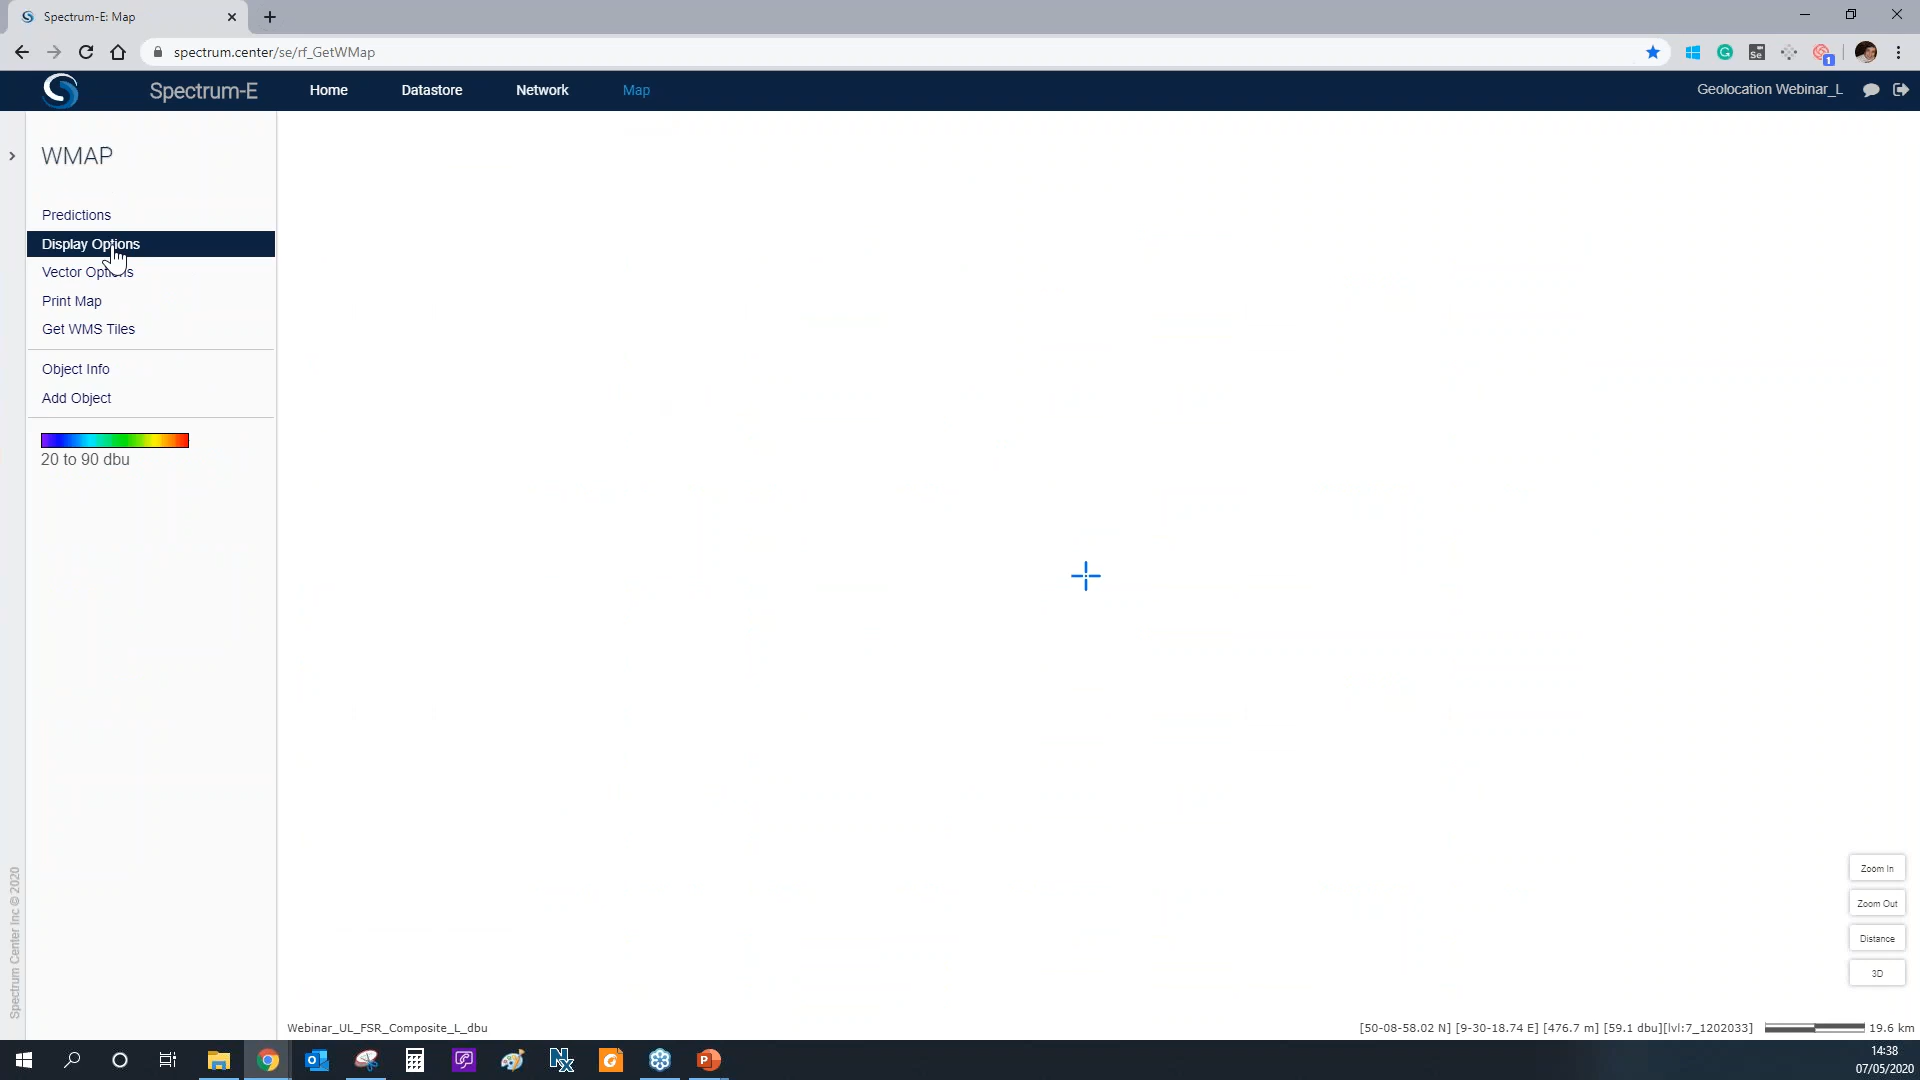 Spectrum-E: Map
spectrum.center/se/rf_GetWMap
1
Spectrum-E
Home
Datastore
Network
Map
Geolocation Webinar_L
WMAP
Predictions
Display Options
Vector Options
Print Map
Get WMS Tiles
Object Info
Add Object
20 to 90 dbu
Spectrum Center Inc © 2020
Zoom In
Zoom Out
Distance
3D
Webinar_UL_FSR_Composite_L_dbu
[50-08-58.02 N] [9-30-18.74 E] [476.7 m] [59.1 dbu][lvl:7_1202033]
19.6 km
14:38
07/05/2020